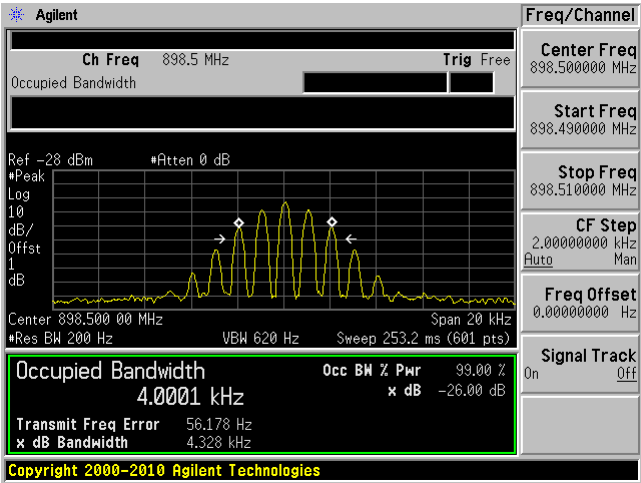 Agilent
Freq/Channel
Ch Freq 898.5 MHz Trig Free
Occupied Bandwidth
Center Freq
898.500000 MHz
Start Freq
898.490000 MHz
Stop Freq
898.510000 MHz
CF Step
2.00000000 kHz
Auto Man
Freq Offset
0.00000000 Hz
Signal Track
On Off
Ref -28 dBm #Atten 0 dB
#Peak
Log
10
dB/
Offst
1
dB
Center 898.500 00 MHz Span 20 kHz
#Res BW 200 Hz VBW 620 Hz Sweep 253.2 ms (601 pts)
Occupied Bandwidth Occ BW % Pwr 99.00 %
4.0001 kHz x dB -26.00 dB
Transmit Freq Error 56.178 Hz
x dB Bandwidth 4.328 kHz
Copyright 2000-2010 Agilent Technologies